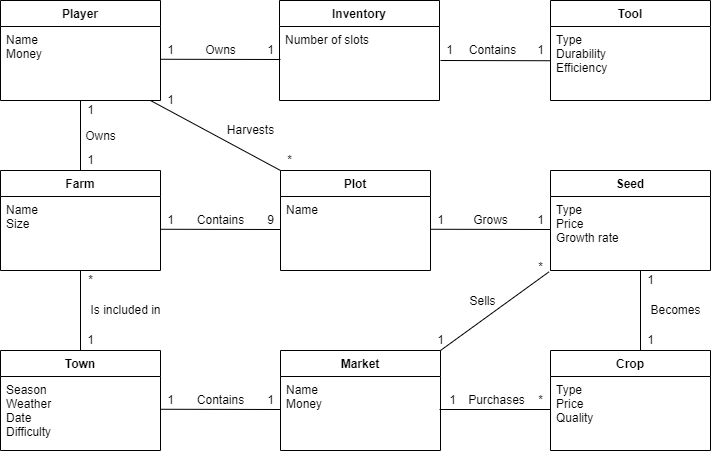 Player
Name
Money
1 Owns 1
Inventory
Number of slots
1 Contains 1
Tool
Type
Durability
Efficiency
1
Owns
1
1
Harvests
*
Farm
Name
Size
1 Contains 9
Plot
Name
1 Grows 1
Seed
Type
Price
Growth rate
*
Is included in
1
*
Sells
1
1
Becomes
1
Town
Season
Weather
Date
Difficulty
1 Contains 1
Market
Name
Money
1 Purchases *
Crop
Type
Price
Quality